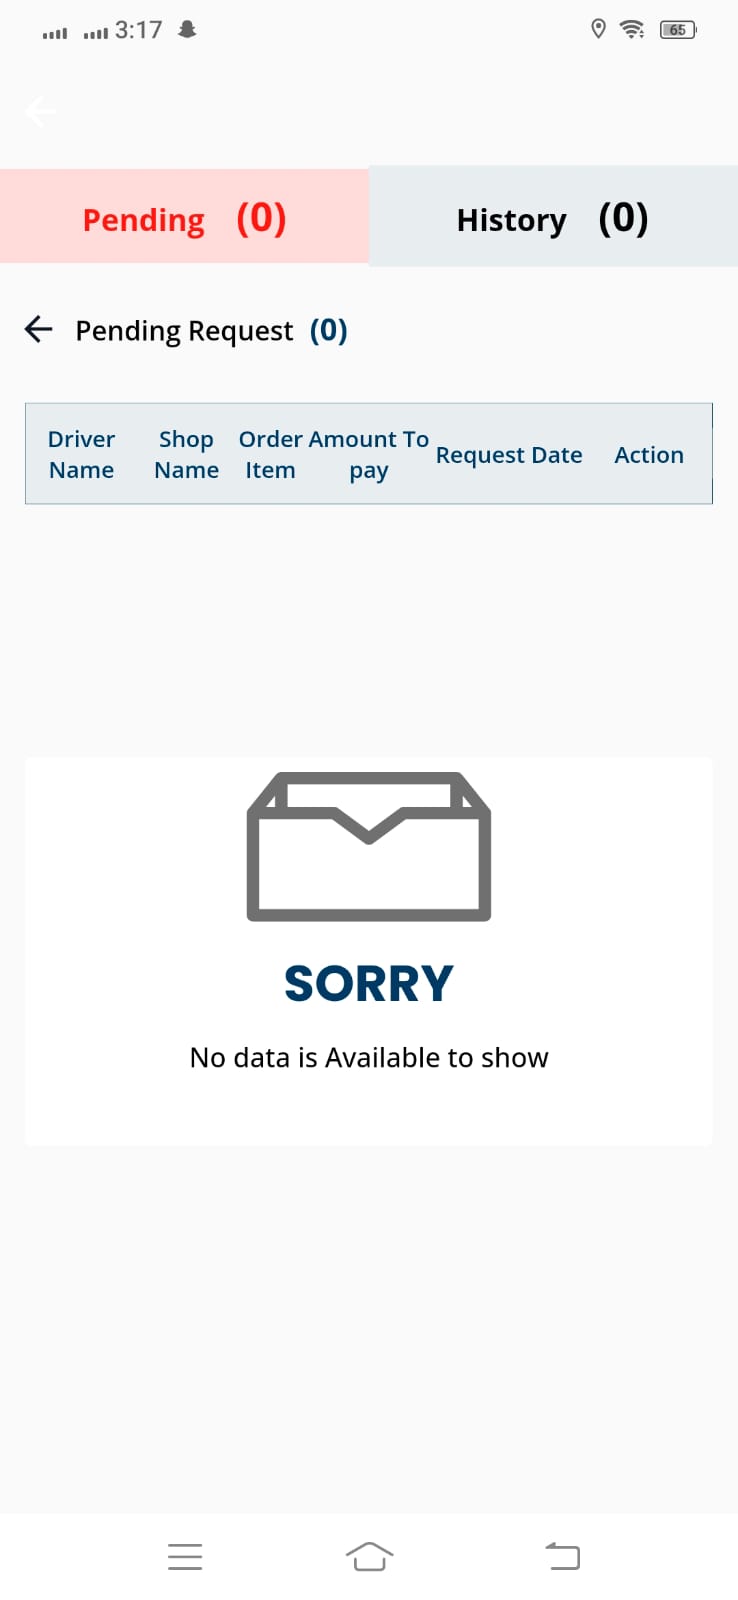 3:17
65
Pending (0)
History (0)
Pending Request (0)
Driver Name
Shop Name
Order Item
Amount To pay
Request Date
Action
SORRY
No data is Available to show